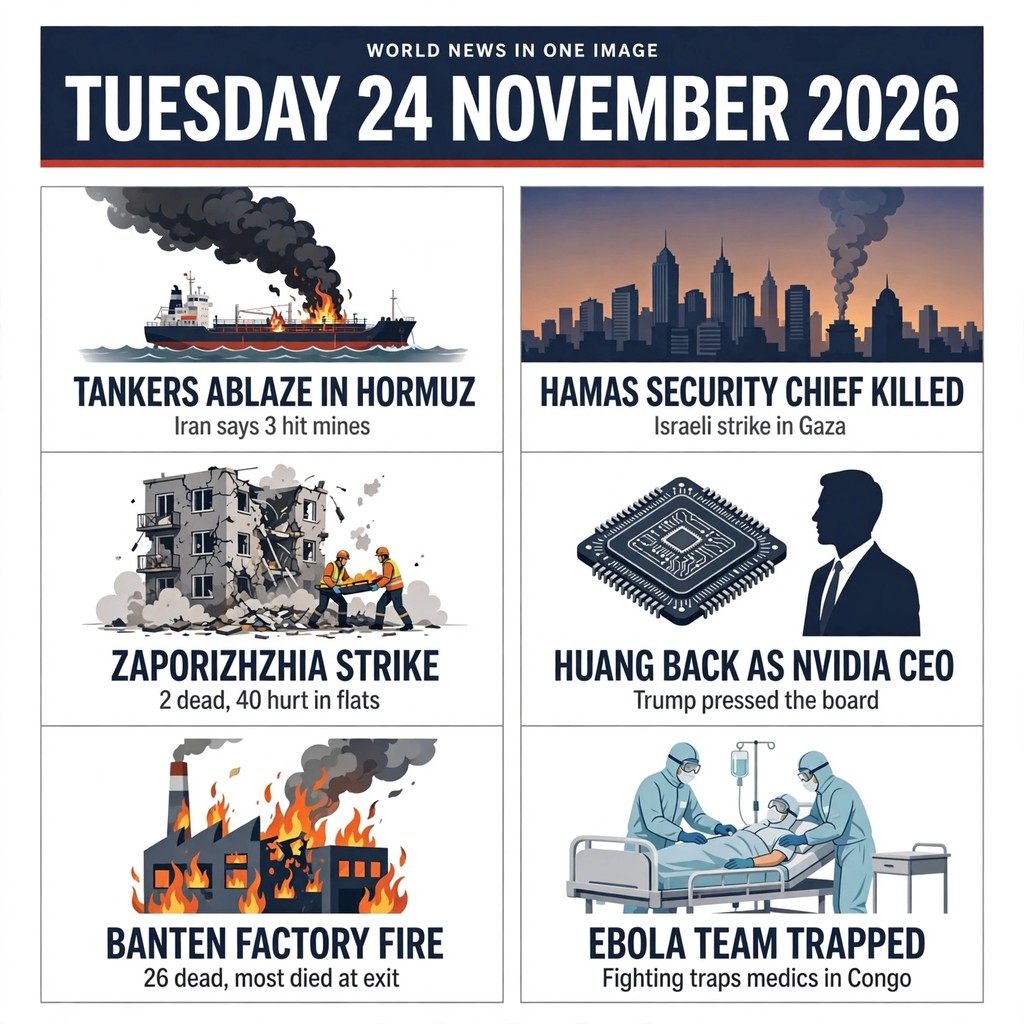 WORLD NEWS IN ONE IMAGE
TUESDAY 24 NOVEMBER 2026
TANKERS ABLAZE IN HORMUZ
Iran says 3 hit mines
HAMAS SECURITY CHIEF KILLED
Israeli strike in Gaza
ZAPORIZHZHIA STRIKE
2 dead, 40 hurt in flats
HUANG BACK AS NVIDIA CEO
Trump pressed the board
BANTEN FACTORY FIRE
26 dead, most died at exit
EBOLA TEAM TRAPPED
Fighting traps medics in Congo